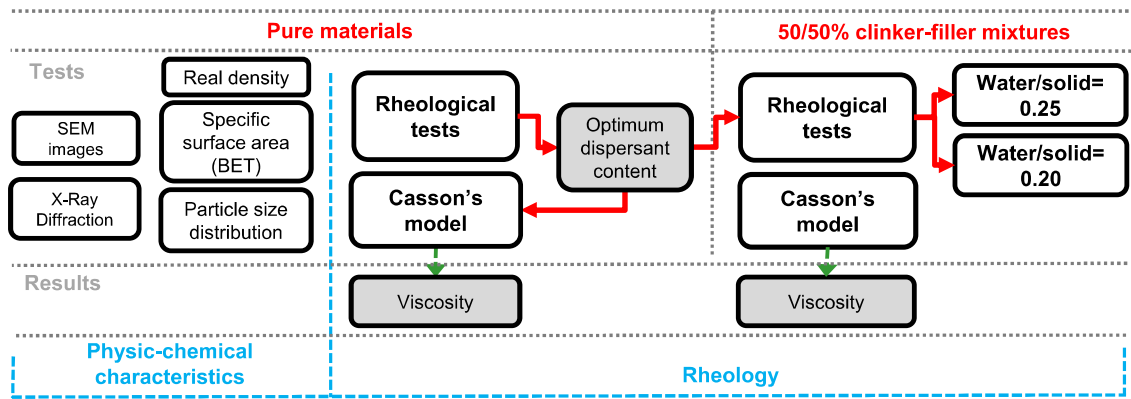 Pure materials
50/50% clinker-filler mixtures
Tests
SEM
images
X-Ray
Diffraction
Real density
Specific
surface area
(BET)
Particle size
distribution
Rheological
tests
Optimum
dispersant
content
Casson's
model
Rheological
tests
Water/solid=
0.25
Water/solid=
0.20
Casson's
model
Results
Viscosity
Viscosity
Physic-chemical
characteristics
Rheology